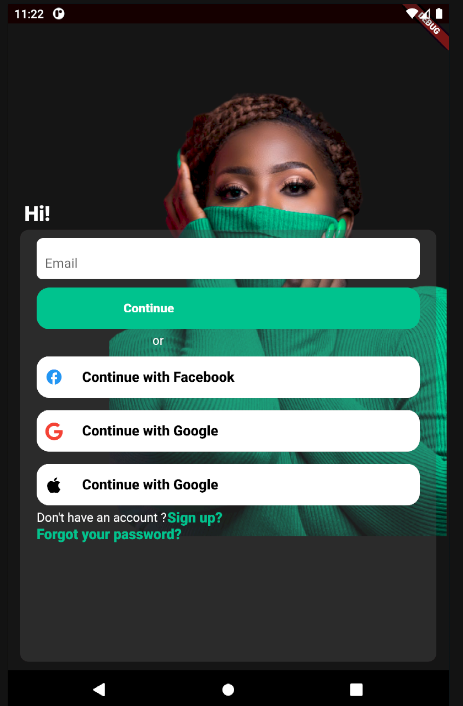 11:22
DEBUG
Hi!
Email
Continue
or
Continue with Facebook
Continue with Google
Continue with Google
Don't have an account ?Sign up?
Forgot your password?